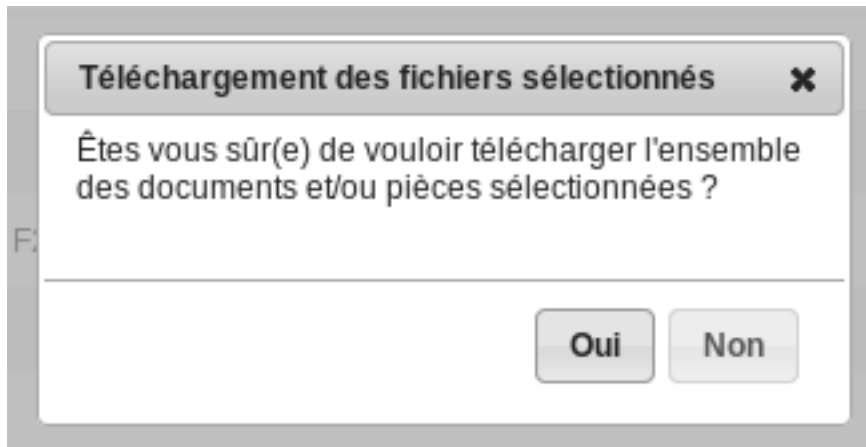 Téléchargement des fichiers sélectionnés
Êtes vous sûr(e) de vouloir télécharger l'ensemble
des documents et/ou pièces sélectionnées ?
Oui Non